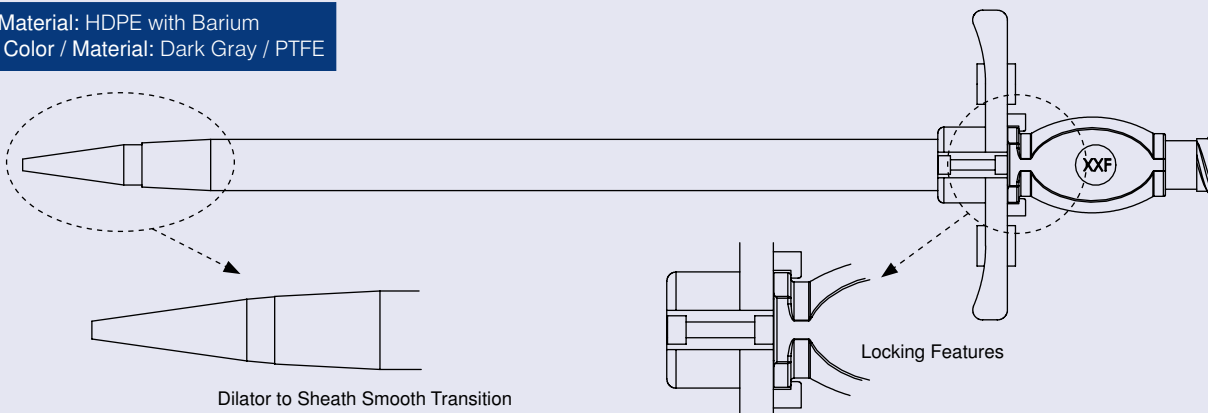 Material: HDPE with Barium
Color / Material: Dark Gray / PTFE
XXF
Locking Features
Dilator to Sheath Smooth Transition